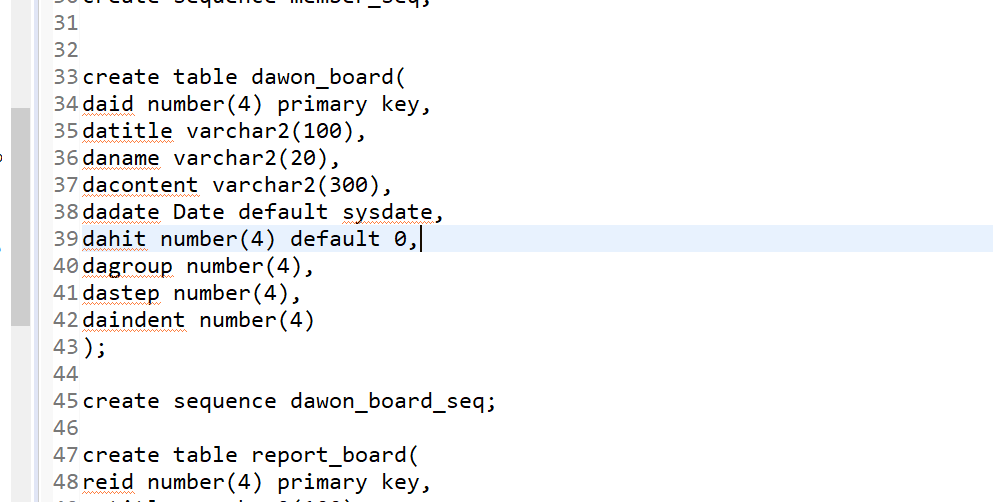 30 create sequence member_seq;
31
32
33 create table dawon_board(
34 daid number(4) primary key,
35 datitle varchar2(100),
36 daname varchar2(20),
37 dacontent varchar2(300),
38 dadate Date default sysdate,
39 dahit number(4) default 0,
40 dagroup number(4),
41 dastep number(4),
42 daindent number(4)
43 );
44
45 create sequence dawon_board_seq;
46
47 create table report_board(
48 reid number(4) primary key,